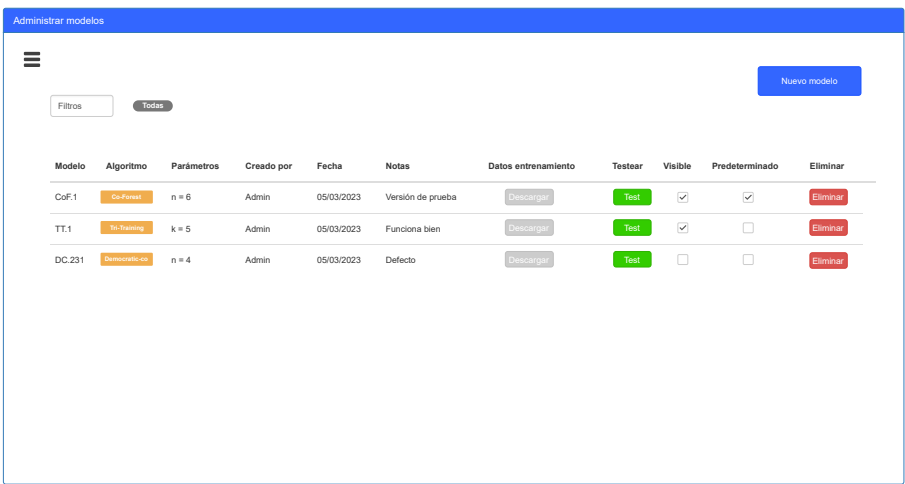 Administrar modelos
Nuevo modelo
Filtros Todas
Modelo Algoritmo Parámetros Creado por Fecha Notas Datos entrenamiento Testear Visible Predeterminado Eliminar
CoF.1 Co-Forest n = 6 Admin 05/03/2023 Versión de prueba Descargar Test Eliminar
TT.1 Tri-Training k = 5 Admin 05/03/2023 Funciona bien Descargar Test Eliminar
DC.231 Democratic-co n = 4 Admin 05/03/2023 Defecto Descargar Test Eliminar